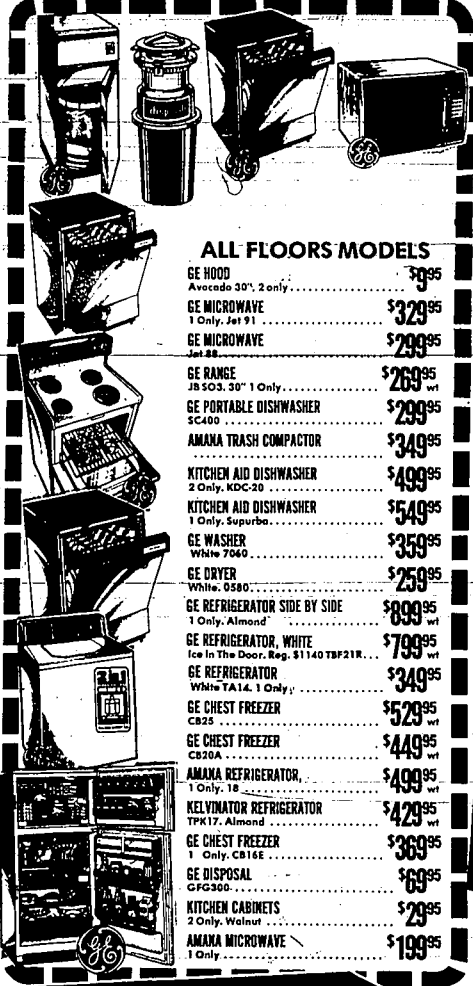 ALL FLOORS MODELS
GE HOOD
Avocado 30", 2 only $9 95
GE MICROWAVE
1 Only. Jet 91 $329 95
GE MICROWAVE
Jet 88 $299 95
GE RANGE
JBSO3. 30" 1 Only $269 95 wt
GE PORTABLE DISHWASHER
SC400 $299 95
AMANA TRASH COMPACTOR
$349 95
KITCHEN AID DISHWASHER
2 Only. KDC-20 $499 95
KITCHEN AID DISHWASHER
1 Only. Supurba $549 95
GE WASHER
White 7060 $359 95
GE DRYER
White. 0580 $259 95
GE REFRIGERATOR SIDE BY SIDE
1 Only. Almond $899 95 wt
GE REFRIGERATOR, WHITE
Ice In The Door. Reg. $1140 TBF21R $799 95 wt
GE REFRIGERATOR
White TA14. 1 Only $349 95
GE CHEST FREEZER
CB25 $529 95 wt
GE CHEST FREEZER
CB20A $449 95 wt
AMANA REFRIGERATOR,
1 Only. 18 $499 95 wt
KELVINATOR REFRIGERATOR
TPK17. Almond $429 95 wt
GE CHEST FREEZER
1 Only. CB16E $369 95
GE DISPOSAL
GFG300 $69 95
KITCHEN CABINETS
2 Only. Walnut $29 95
AMANA MICROWAVE
1 Only $199 95